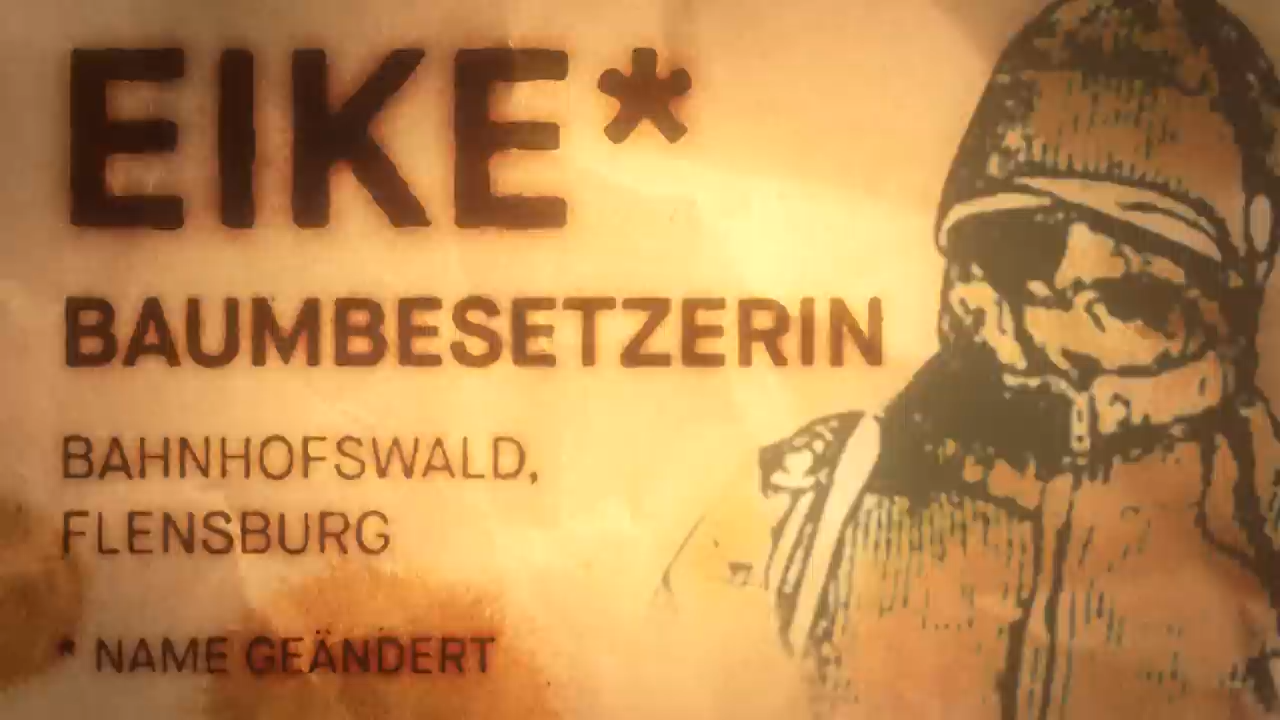 EIKE*
BAUMBESETZERIN
BAHNHOFSWALD,
FLENSBURG
* NAME GEÄNDERT